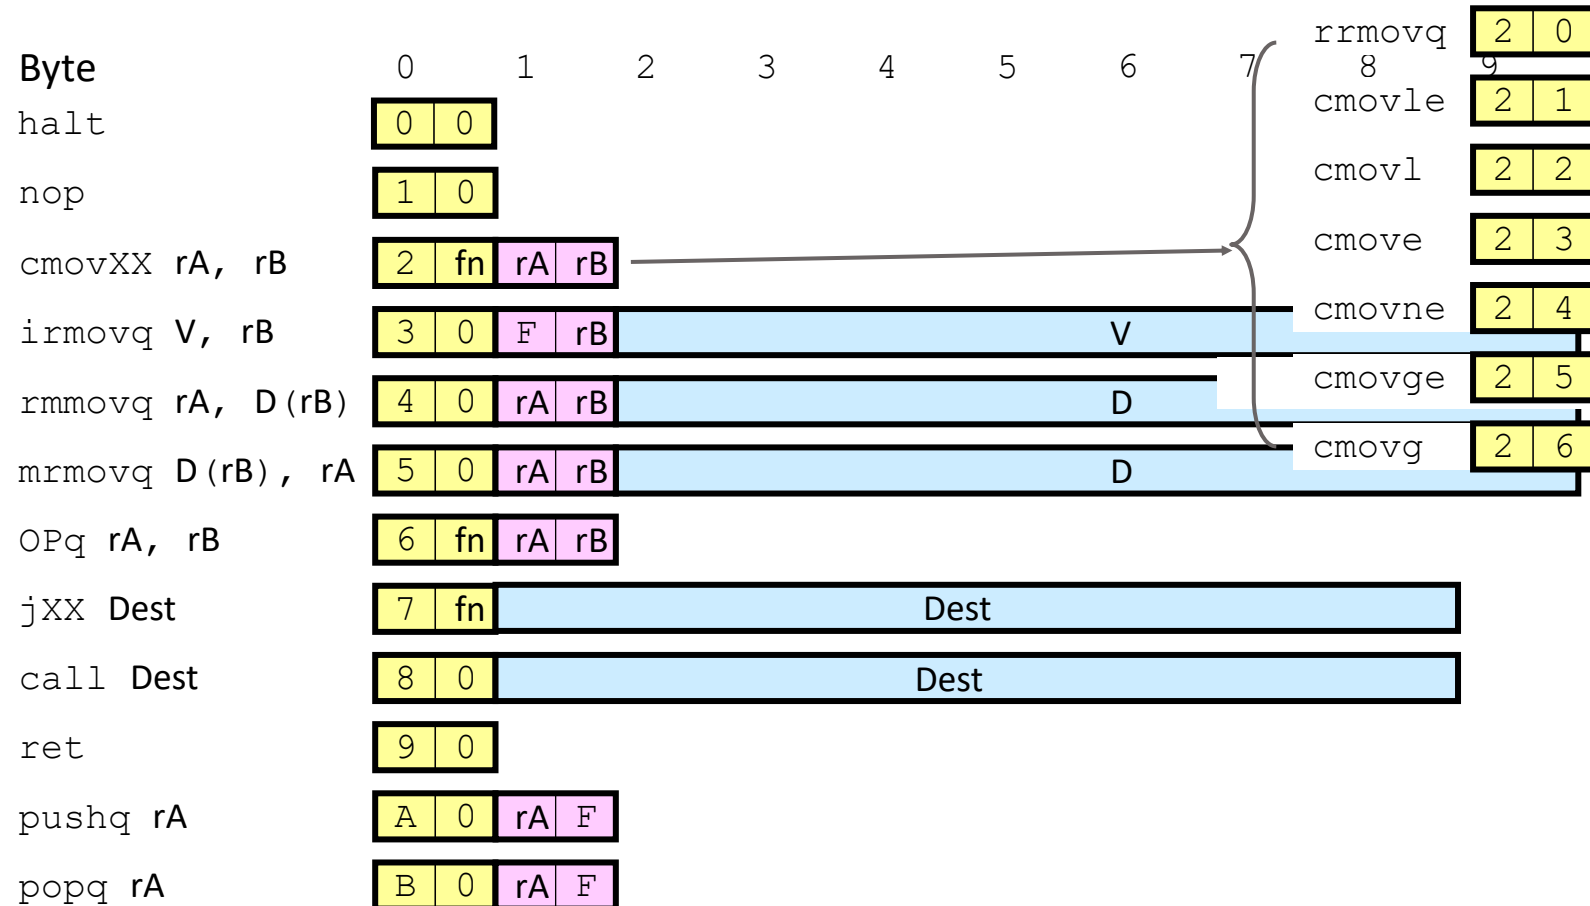 rrmovq 2 0
Byte 0 1 2 3 4 5 6 7 8 9
halt 0 0
cmovle 2 1
nop 1 0
cmovl 2 2
cmovXX rA, rB 2 fn rA rB
cmove 2 3
irmovq V, rB 3 0 F rB V
cmovne 2 4
rmmovq rA, D(rB) 4 0 rA rB D
cmovge 2 5
mrmovq D(rB), rA 5 0 rA rB D
cmovg 2 6
OPq rA, rB 6 fn rA rB
jXX Dest 7 fn Dest
call Dest 8 0 Dest
ret 9 0
pushq rA A 0 rA F
popq rA B 0 rA F